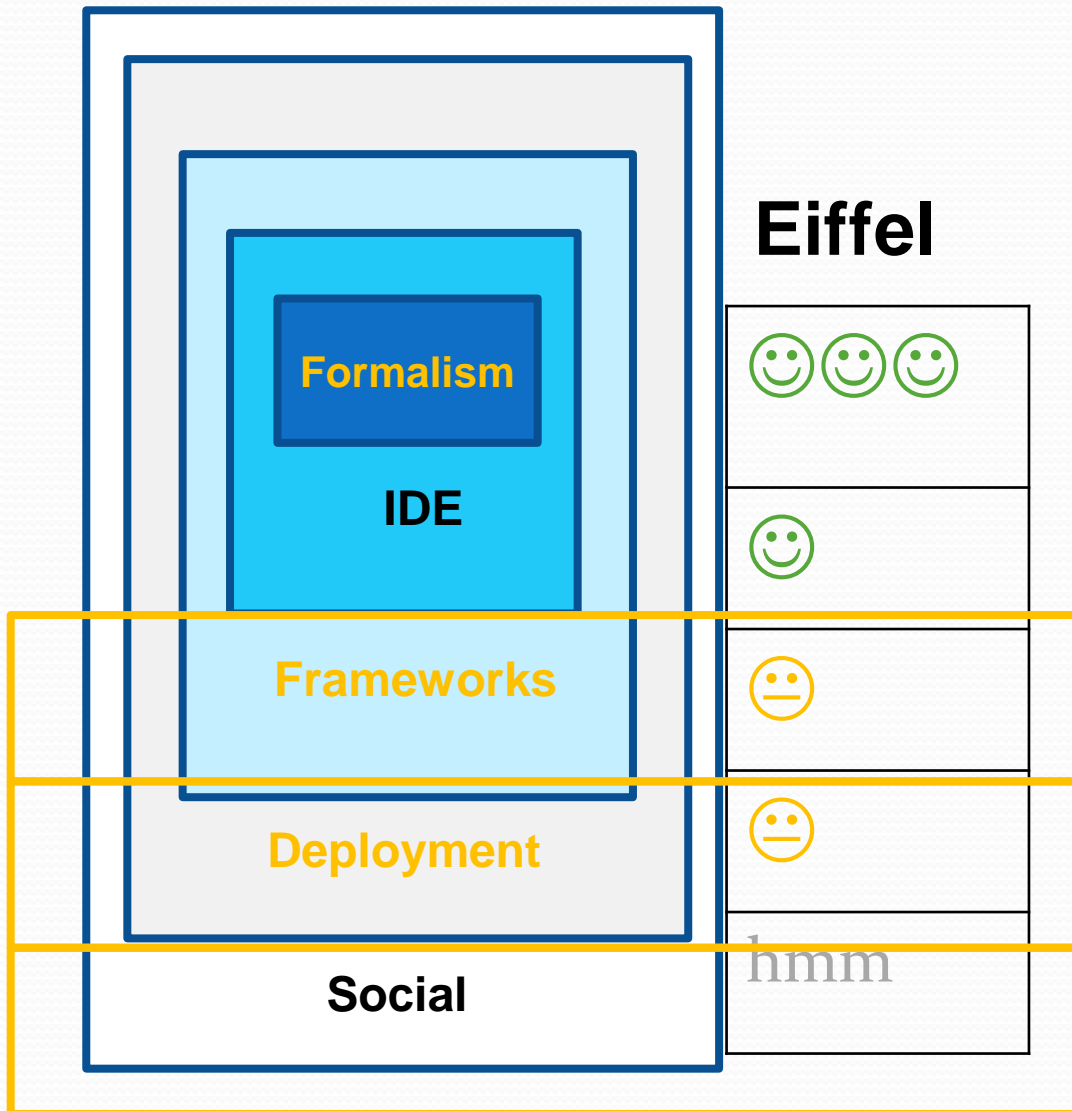 Eiffel
Formalism
IDE
Frameworks
Deployment
Social
hmm